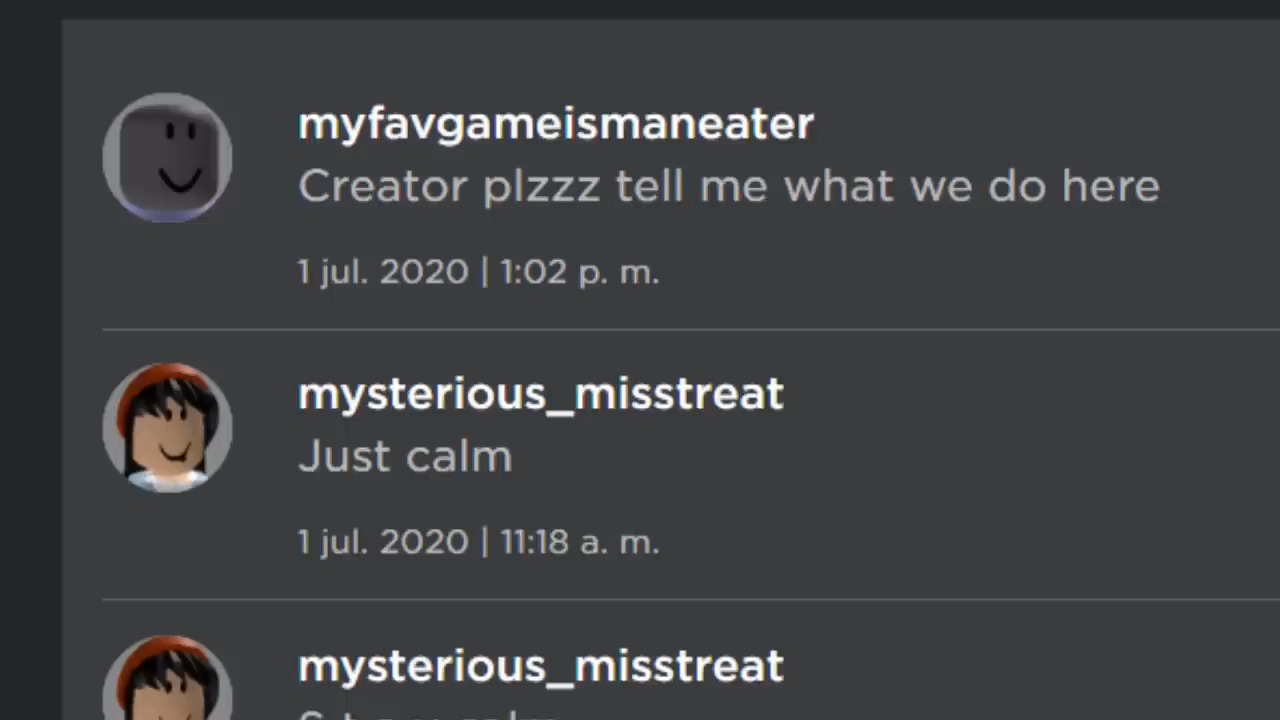 myfavgameismaneater
Creator plzzz tell me what we do here
1 jul. 2020 | 1:02 p. m.
mysterious_misstreat
Just calm
1 jul. 2020 | 11:18 a. m.
mysterious_misstreat